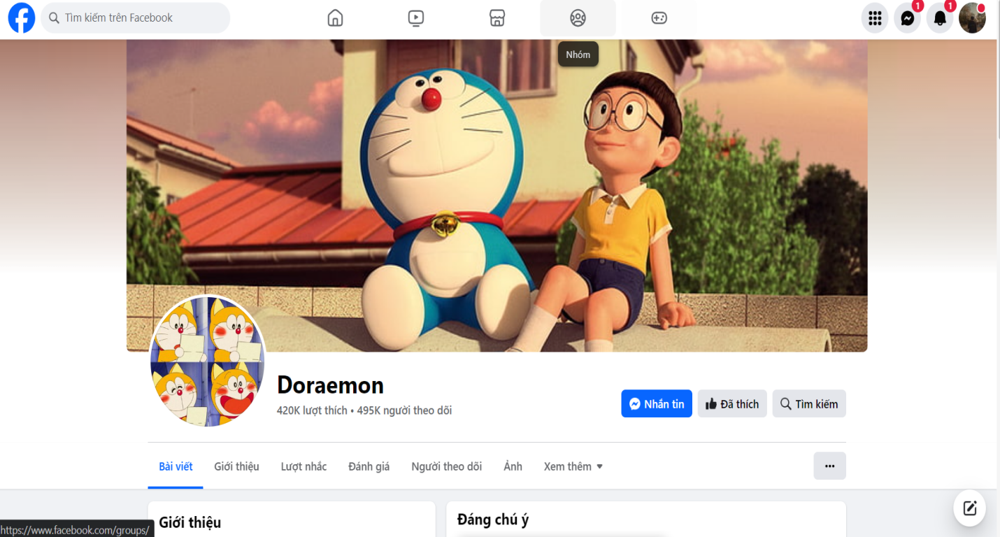 Tìm kiếm trên Facebook
1
1
Nhóm
Doraemon
420K lượt thích • 495K người theo dõi
Nhắn tin
Đã thích
Tìm kiếm
Bài viết
Giới thiệu
Lượt nhắc
Đánh giá
Người theo dõi
Ảnh
Xem thêm
Giới thiệu
Đáng chú ý
https://www.facebook.com/groups/